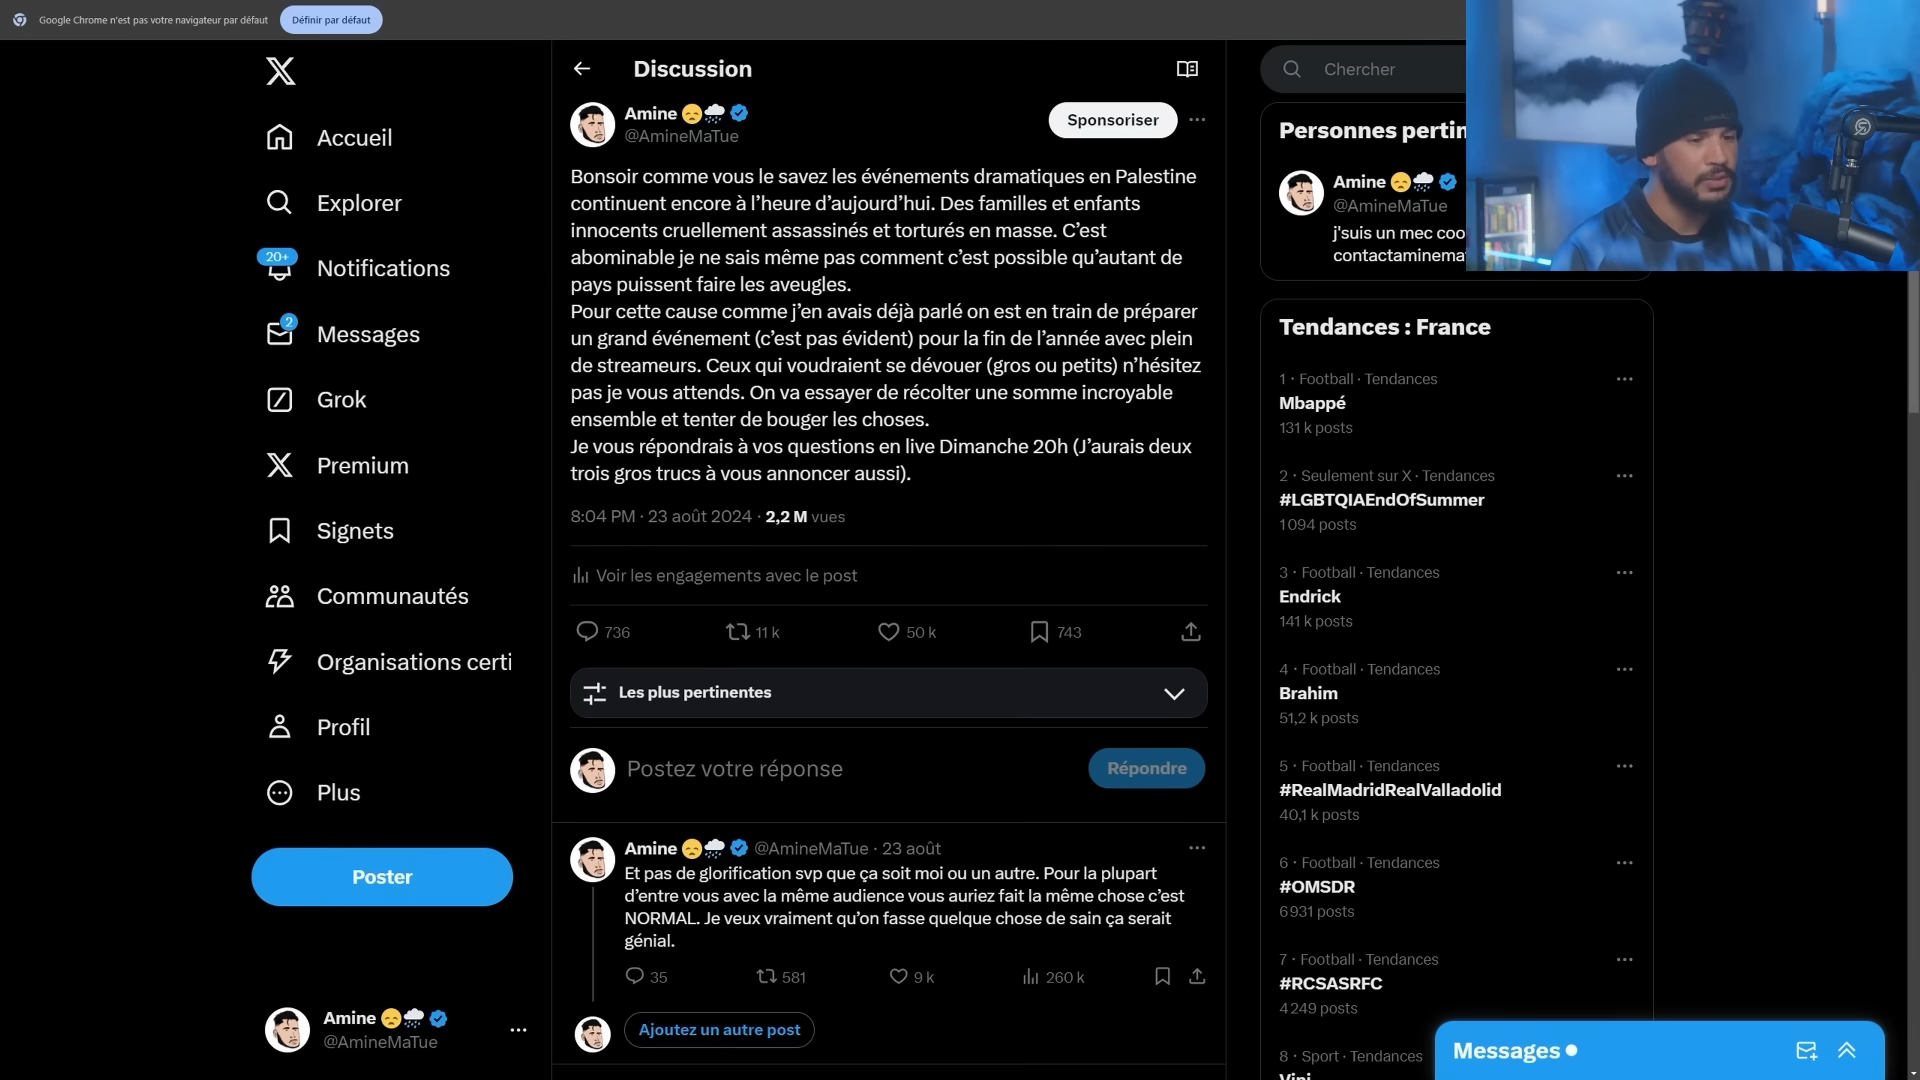 Google Chrome n'est pas votre navigateur par défaut
Définir par défaut
Accueil
Explorer
20+
Notifications
2
Messages
Grok
Premium
Signets
Communautés
Organisations certi
Profil
Plus
Poster
Amine
@AmineMaTue
Discussion
Amine
@AmineMaTue
Sponsoriser
Bonsoir comme vous le savez les événements dramatiques en Palestine
continuent encore à l'heure d'aujourd'hui. Des familles et enfants
innocents cruellement assassinés et torturés en masse. C'est
abominable je ne sais même pas comment c'est possible qu'autant de
pays puissent faire les aveugles.
Pour cette cause comme j'en avais déjà parlé on est en train de préparer
un grand événement (c'est pas évident) pour la fin de l'année avec plein
de streameurs. Ceux qui voudraient se dévouer (gros ou petits) n'hésitez
pas je vous attends. On va essayer de récolter une somme incroyable
ensemble et tenter de bouger les choses.
Je vous répondrais à vos questions en live Dimanche 20h (J'aurais deux
trois gros trucs à vous annoncer aussi).
8:04 PM · 23 août 2024 · 2,2 M vues
Voir les engagements avec le post
736 11 k 50 k 743
Les plus pertinentes
Postez votre réponse
Répondre
Amine @AmineMaTue · 23 août
Et pas de glorification svp que ça soit moi ou un autre. Pour la plupart
d'entre vous avec la même audience vous auriez fait la même chose c'est
NORMAL. Je veux vraiment qu'on fasse quelque chose de sain ça serait
génial.
35 581 9 k 260 k
Ajoutez un autre post
Chercher
Personnes pertin
Amine
@AmineMaTue
j'suis un mec coo
contactaminema
Tendances : France
1 · Football · Tendances
Mbappé
131 k posts
2 · Seulement sur X · Tendances
#LGBTQIAEndOfSummer
1 094 posts
3 · Football · Tendances
Endrick
141 k posts
4 · Football · Tendances
Brahim
51,2 k posts
5 · Football · Tendances
#RealMadridRealValladolid
40,1 k posts
6 · Football · Tendances
#OMSDR
6 931 posts
7 · Football · Tendances
#RCSASRFC
4 249 posts
8 · Sport · Tendances
Vini
Messages